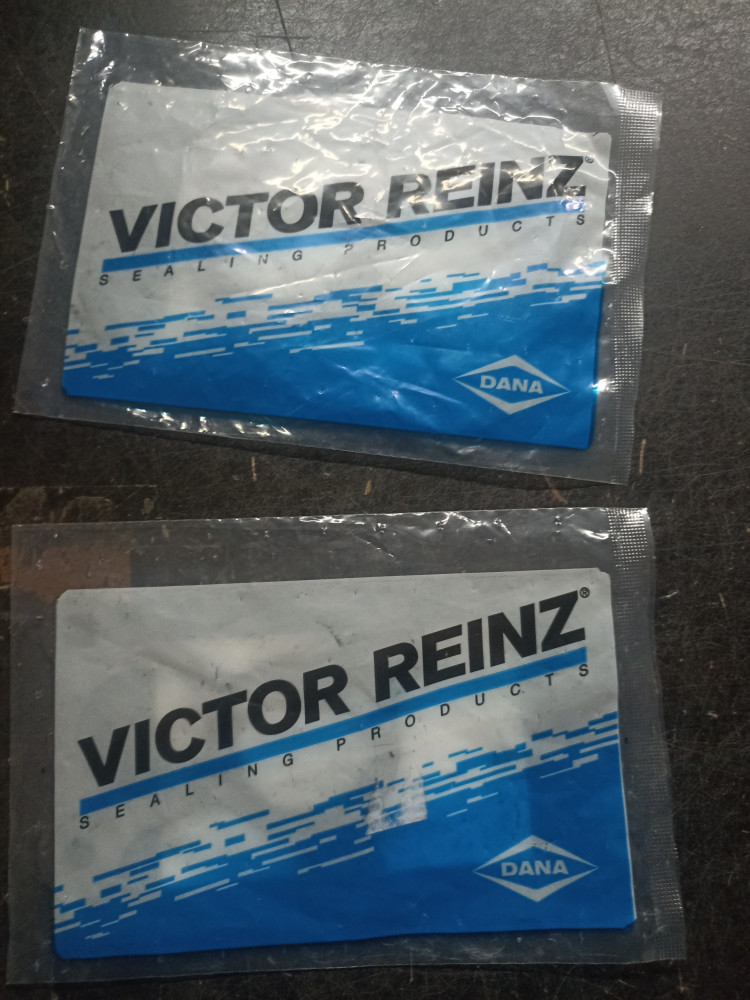 VICTOR REINZ®
SEALING PRODUCTS
DANA
VICTOR REINZ®
SEALING PRODUCTS
DANA